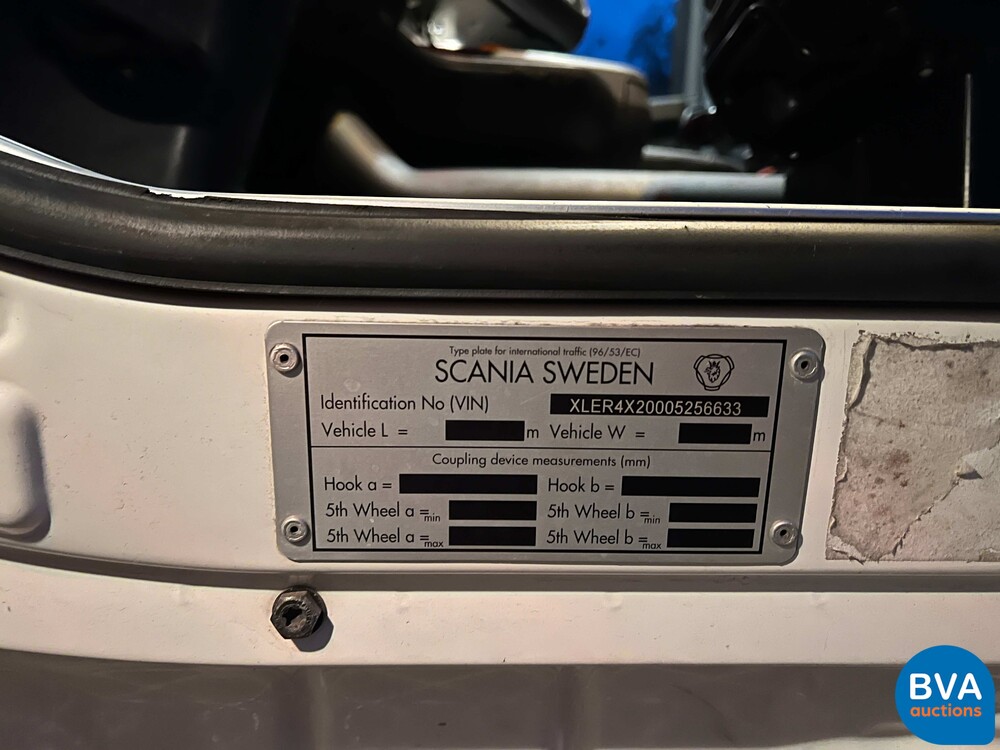 Type plate for international traffic (96/53/EC)
SCANIA SWEDEN
Identification No (VIN) XLER4X20005256633
Vehicle L = m Vehicle W = m
Coupling device measurements (mm)
Hook a = Hook b =
5th Wheel a =min 5th Wheel b =min
5th Wheel a =max 5th Wheel b =max
BVA
auctions